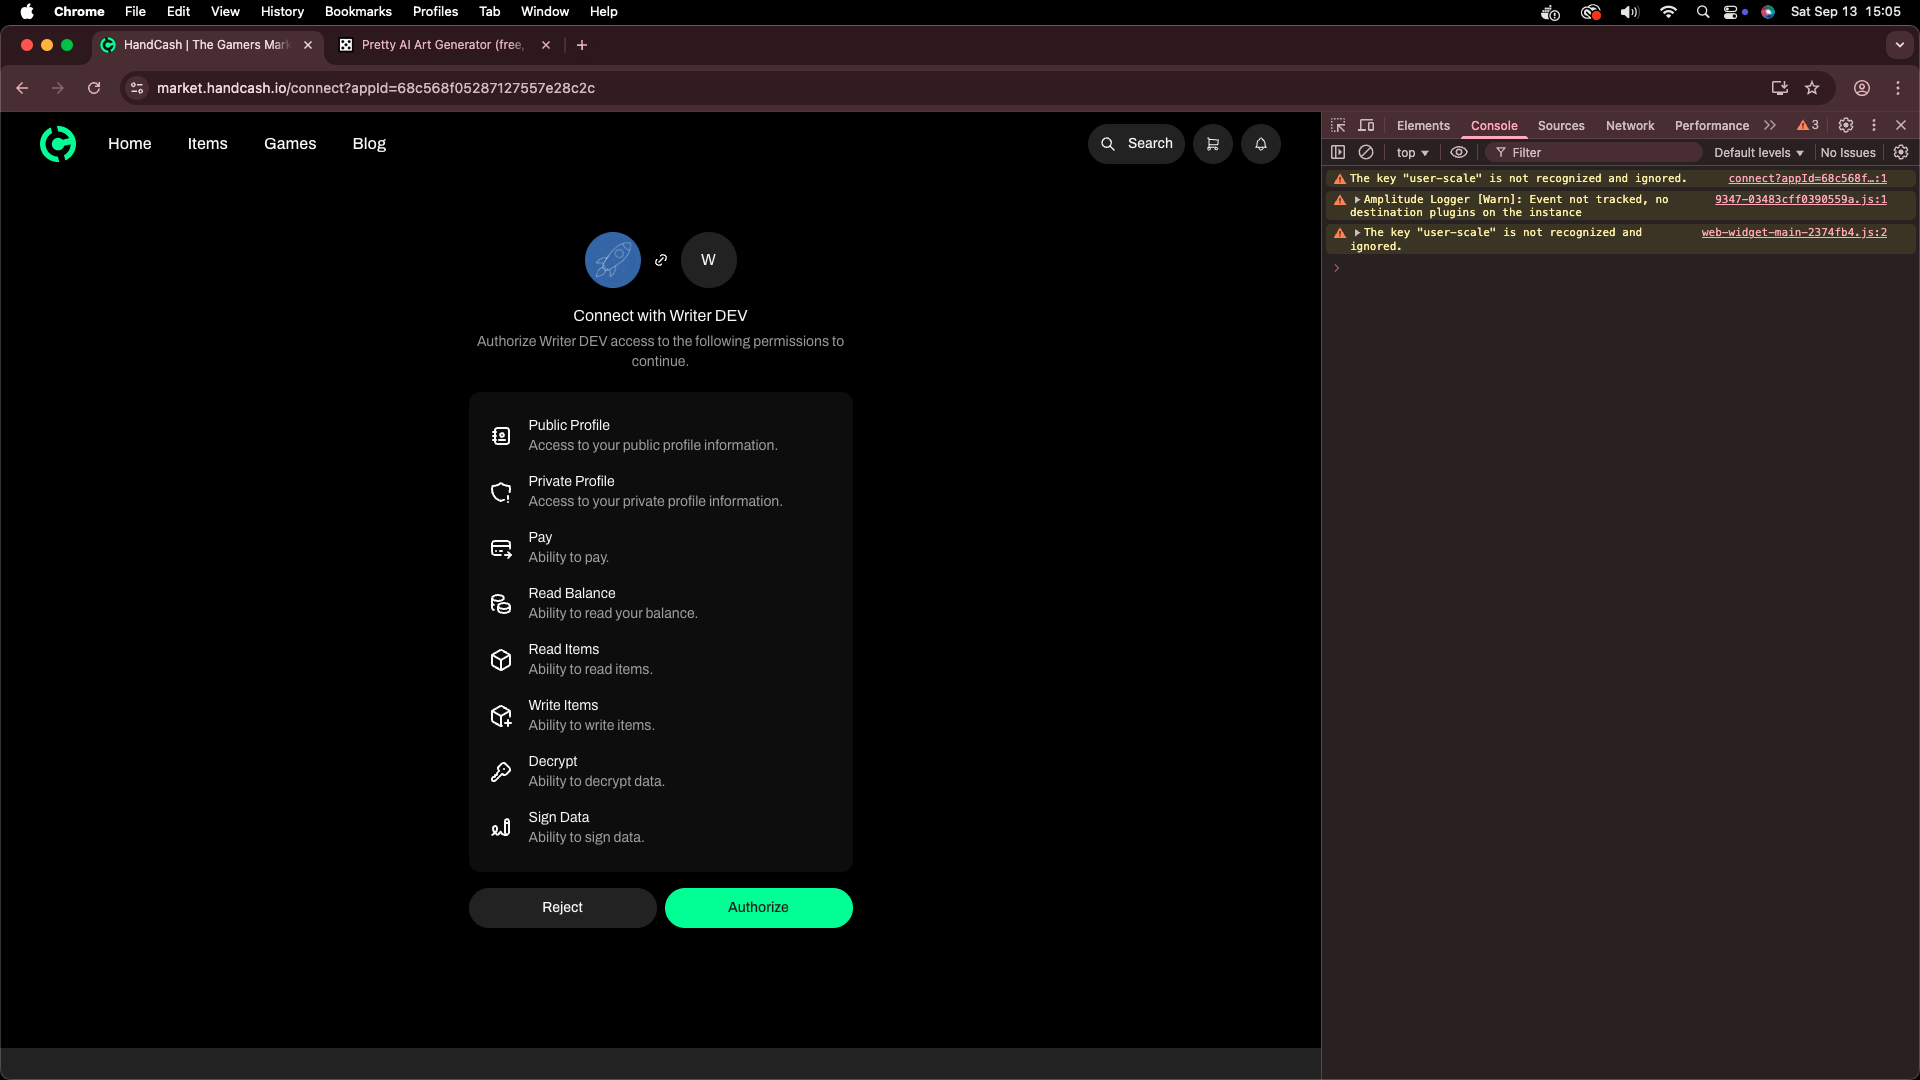 Chrome File Edit View History Bookmarks Profiles Tab Window Help Sat Sep 13 15:05
HandCash | The Gamers Mark Pretty AI Art Generator (free,
market.handcash.io/connect?appId=68c568f05287127557e28c2c
Home Items Games Blog Search
W
Connect with Writer DEV
Authorize Writer DEV access to the following permissions to
continue.
Public Profile
Access to your public profile information.
Private Profile
Access to your private profile information.
Pay
Ability to pay.
Read Balance
Ability to read your balance.
Read Items
Ability to read items.
Write Items
Ability to write items.
Decrypt
Ability to decrypt data.
Sign Data
Ability to sign data.
Reject Authorize
Elements Console Sources Network Performance 3
top Filter Default levels No Issues
The key "user-scale" is not recognized and ignored. connect?appId=68c568f…:1
Amplitude Logger [Warn]: Event not tracked, no 9347-03483cff0390559a.js:1
destination plugins on the instance
The key "user-scale" is not recognized and web-widget-main-2374fb4.js:2
ignored.